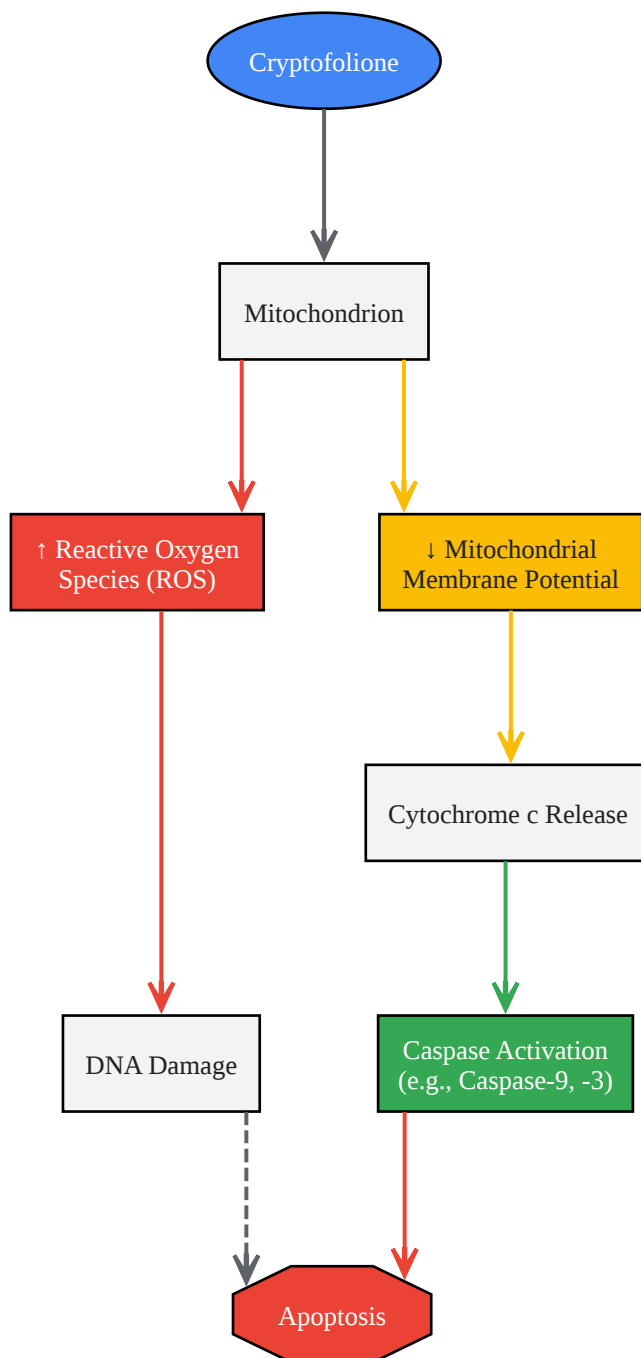 Cryptofolione
Mitochondrion
↑ Reactive Oxygen
Species (ROS)
↓ Mitochondrial
Membrane Potential
Cytochrome c Release
DNA Damage
Caspase Activation
(e.g., Caspase-9, -3)
Apoptosis